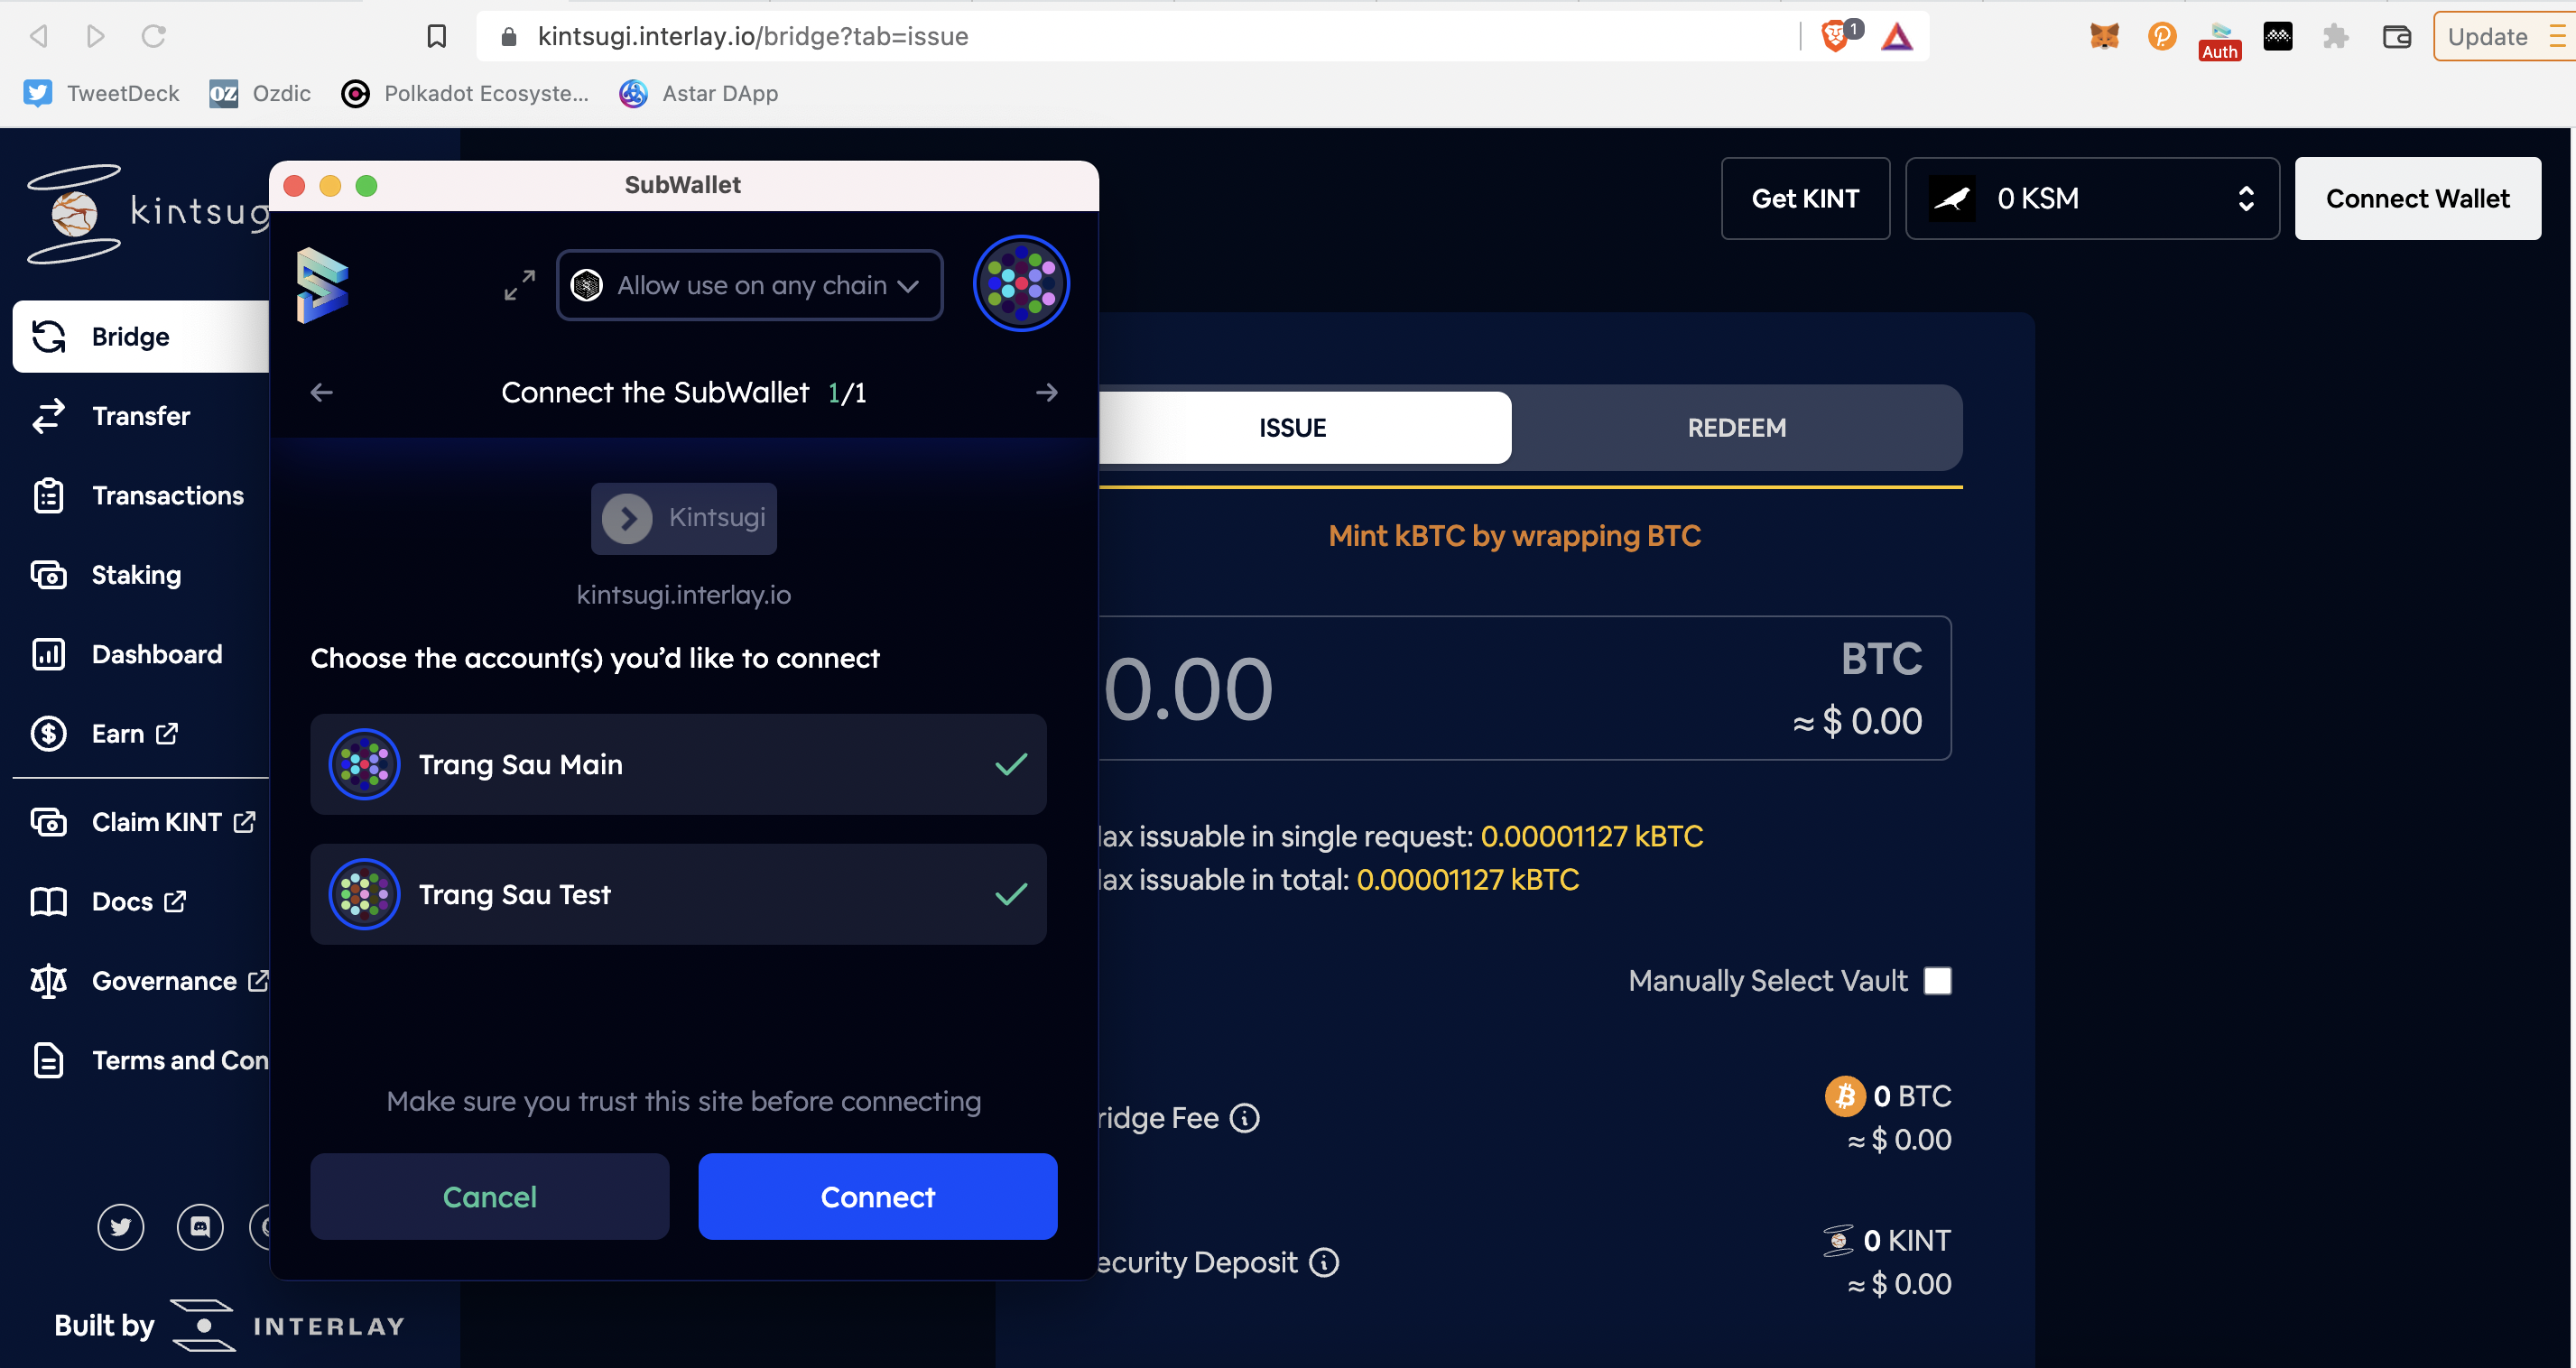 kintsugi.interlay.io/bridge?tab=issue
1
Auth
Update
TweetDeck
OZ Ozdic
Polkadot Ecosyste...
Astar DApp
kintsug
Get KINT
0 KSM
Connect Wallet
SubWallet
Allow use on any chain
Connect the SubWallet 1/1
Kintsugi
kintsugi.interlay.io
Choose the account(s) you’d like to connect
Trang Sau Main
Trang Sau Test
Make sure you trust this site before connecting
Cancel
Connect
Bridge
Transfer
Transactions
Staking
Dashboard
Earn
Claim KINT
Docs
Governance
Terms and Con
Built by INTERLAY
ISSUE
REDEEM
Mint kBTC by wrapping BTC
0.00
BTC
≈ $ 0.00
lax issuable in single request: 0.00001127 kBTC
lax issuable in total: 0.00001127 kBTC
Manually Select Vault
ridge Fee
0 BTC
≈ $ 0.00
ecurity Deposit
0 KINT
≈ $ 0.00